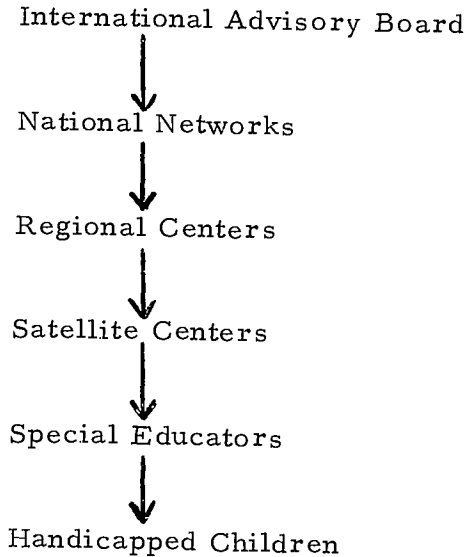 International Advisory Board
National Networks
Regional Centers
Satellite Centers
Special Educators
Handicapped Children